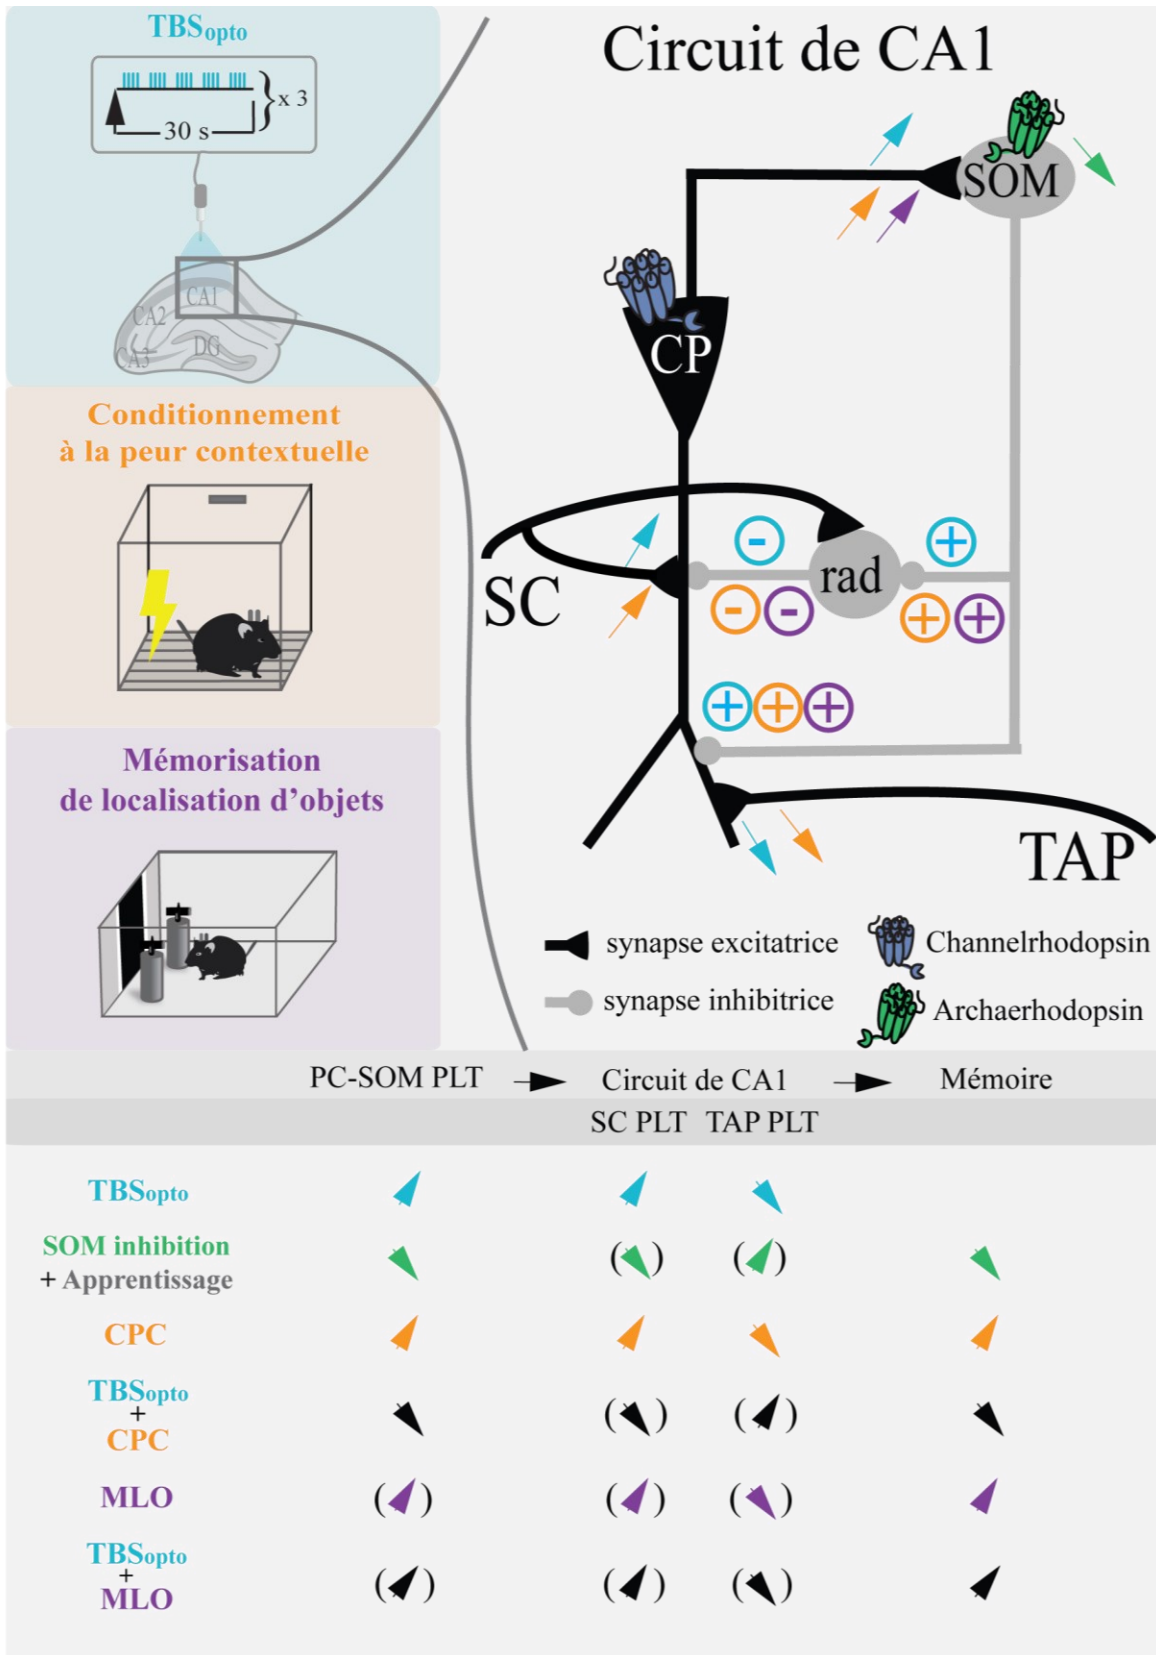 TBSopto
x 3
30 s
CA1
CA2
CA3
DG
Conditionnement
à la peur contextuelle
Mémorisation
de localisation d'objets
Circuit de CA1
SOM
CP
SC
rad
- +
- - + +
+ + +
TAP
synapse excitatrice
Channelrhodopsin
synapse inhibitrice
Archaerhodopsin
PC-SOM PLT Circuit de CA1 Mémoire
SC PLT TAP PLT
TBSopto
SOM inhibition ( ) ( )
+ Apprentissage
CPC
TBSopto
+ ( ) ( )
CPC
MLO ( ) ( ) ( )
TBSopto
+ ( ) ( ) ( )
MLO